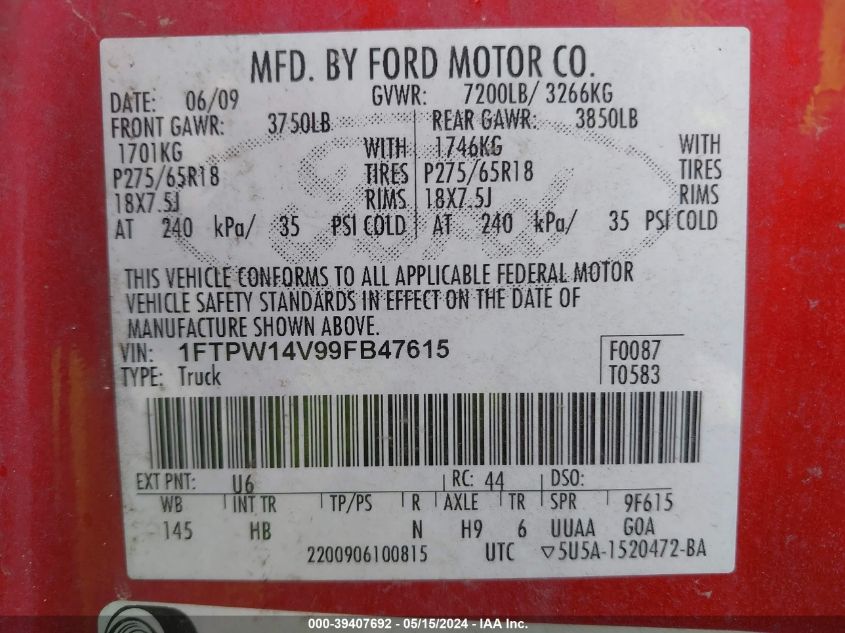 MFD. BY FORD MOTOR CO.
DATE: 06/09 GVWR: 7200LB/ 3266KG
FRONT GAWR: 3750LB REAR GAWR: 3850LB
1701KG WITH 1746KG WITH
P275/65R18 TIRES P275/65R18 TIRES
18X7.5J RIMS 18X7.5J RIMS
AT 240 kPa/ 35 PSI COLD AT 240 kPa/ 35 PSI COLD
THIS VEHICLE CONFORMS TO ALL APPLICABLE FEDERAL MOTOR
VEHICLE SAFETY STANDARDS IN EFFECT ON THE DATE OF
MANUFACTURE SHOWN ABOVE.
VIN: 1FTPW14V99FB47615 F0087
TYPE: Truck T0583
EXT PNT: U6 RC: 44 DSO:
WB INT TR TP/PS R AXLE TR SPR 9F615
145 HB N H9 6 UUAA G0A
2200906100815 UTC ▽5U5A-1520472-BA
000-39407692 - 05/15/2024 - IAA Inc.